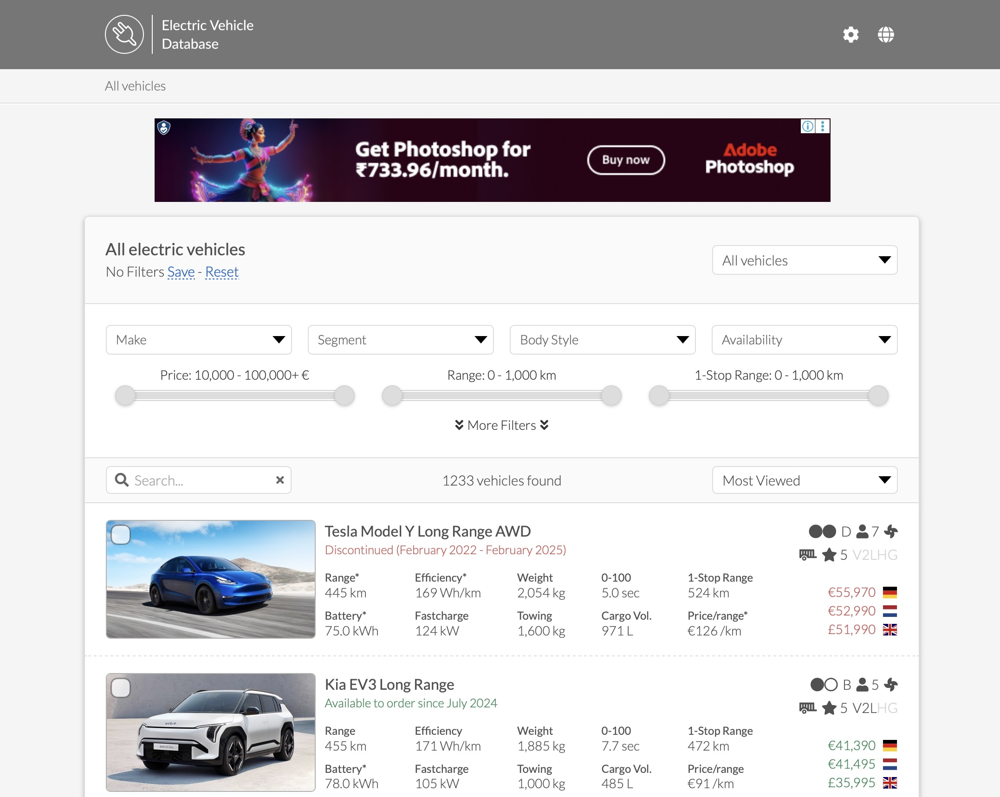 Electric Vehicle
Database
All vehicles
Get Photoshop for
₹733.96/month.
Buy now
Adobe
Photoshop
All electric vehicles
No Filters Save - Reset
All vehicles
Make
Segment
Body Style
Availability
Price: 10,000 - 100,000+ €
Range: 0 - 1,000 km
1-Stop Range: 0 - 1,000 km
More Filters
Search...
1233 vehicles found
Most Viewed
Tesla Model Y Long Range AWD
D 7
Discontinued (February 2022 - February 2025)
5 V2LHG
Range* Efficiency* Weight 0-100 1-Stop Range
445 km 169 Wh/km 2,054 kg 5.0 sec 524 km
€55,970
€52,990
Battery* Fastcharge Towing Cargo Vol. Price/range*
75.0 kWh 124 kW 1,600 kg 971 L €126 /km
£51,990
Kia EV3 Long Range
B 5
Available to order since July 2024
5 V2LHG
Range Efficiency Weight 0-100 1-Stop Range
455 km 171 Wh/km 1,885 kg 7.7 sec 472 km
€41,390
€41,495
Battery* Fastcharge Towing Cargo Vol. Price/range
78.0 kWh 105 kW 1,000 kg 485 L €91 /km
£35,995
KIA
EV3 GT-line